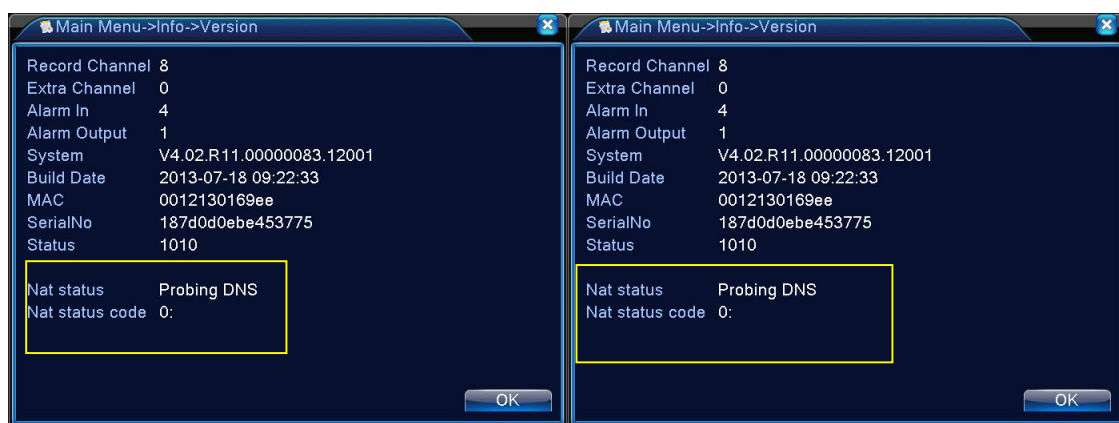 Main Menu->Info->Version
Record Channel 8
Extra Channel 0
Alarm In 4
Alarm Output 1
System V4.02.R11.00000083.12001
Build Date 2013-07-18 09:22:33
MAC 0012130169ee
SerialNo 187d0d0ebe453775
Status 1010
Nat status Probing DNS
Nat status code 0:
OK
Main Menu->Info->Version
Record Channel 8
Extra Channel 0
Alarm In 4
Alarm Output 1
System V4.02.R11.00000083.12001
Build Date 2013-07-18 09:22:33
MAC 0012130169ee
SerialNo 187d0d0ebe453775
Status 1010
Nat status Probing DNS
Nat status code 0:
OK